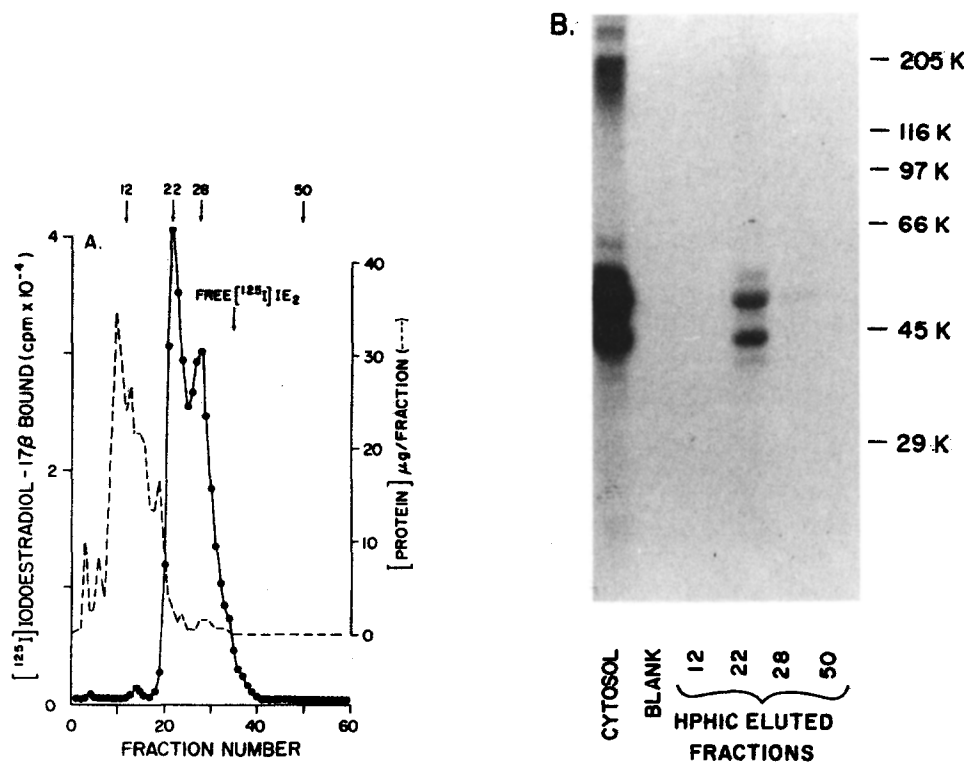 B.
205 K
116 K
97 K
66 K
45 K
29 K
CYTOSOL
BLANK
12
22
28
50
HPHIC ELUTED
FRACTIONS
12 22 28 50
A.
FREE [¹²⁵I] IE₂
[¹²⁵I] IODOESTRADIOL - 17β BOUND (cpm x 10⁻⁴)
4
2
0
40
30
20
10
0
[PROTEIN] μg/FRACTION (----)
0 20 40 60
FRACTION NUMBER